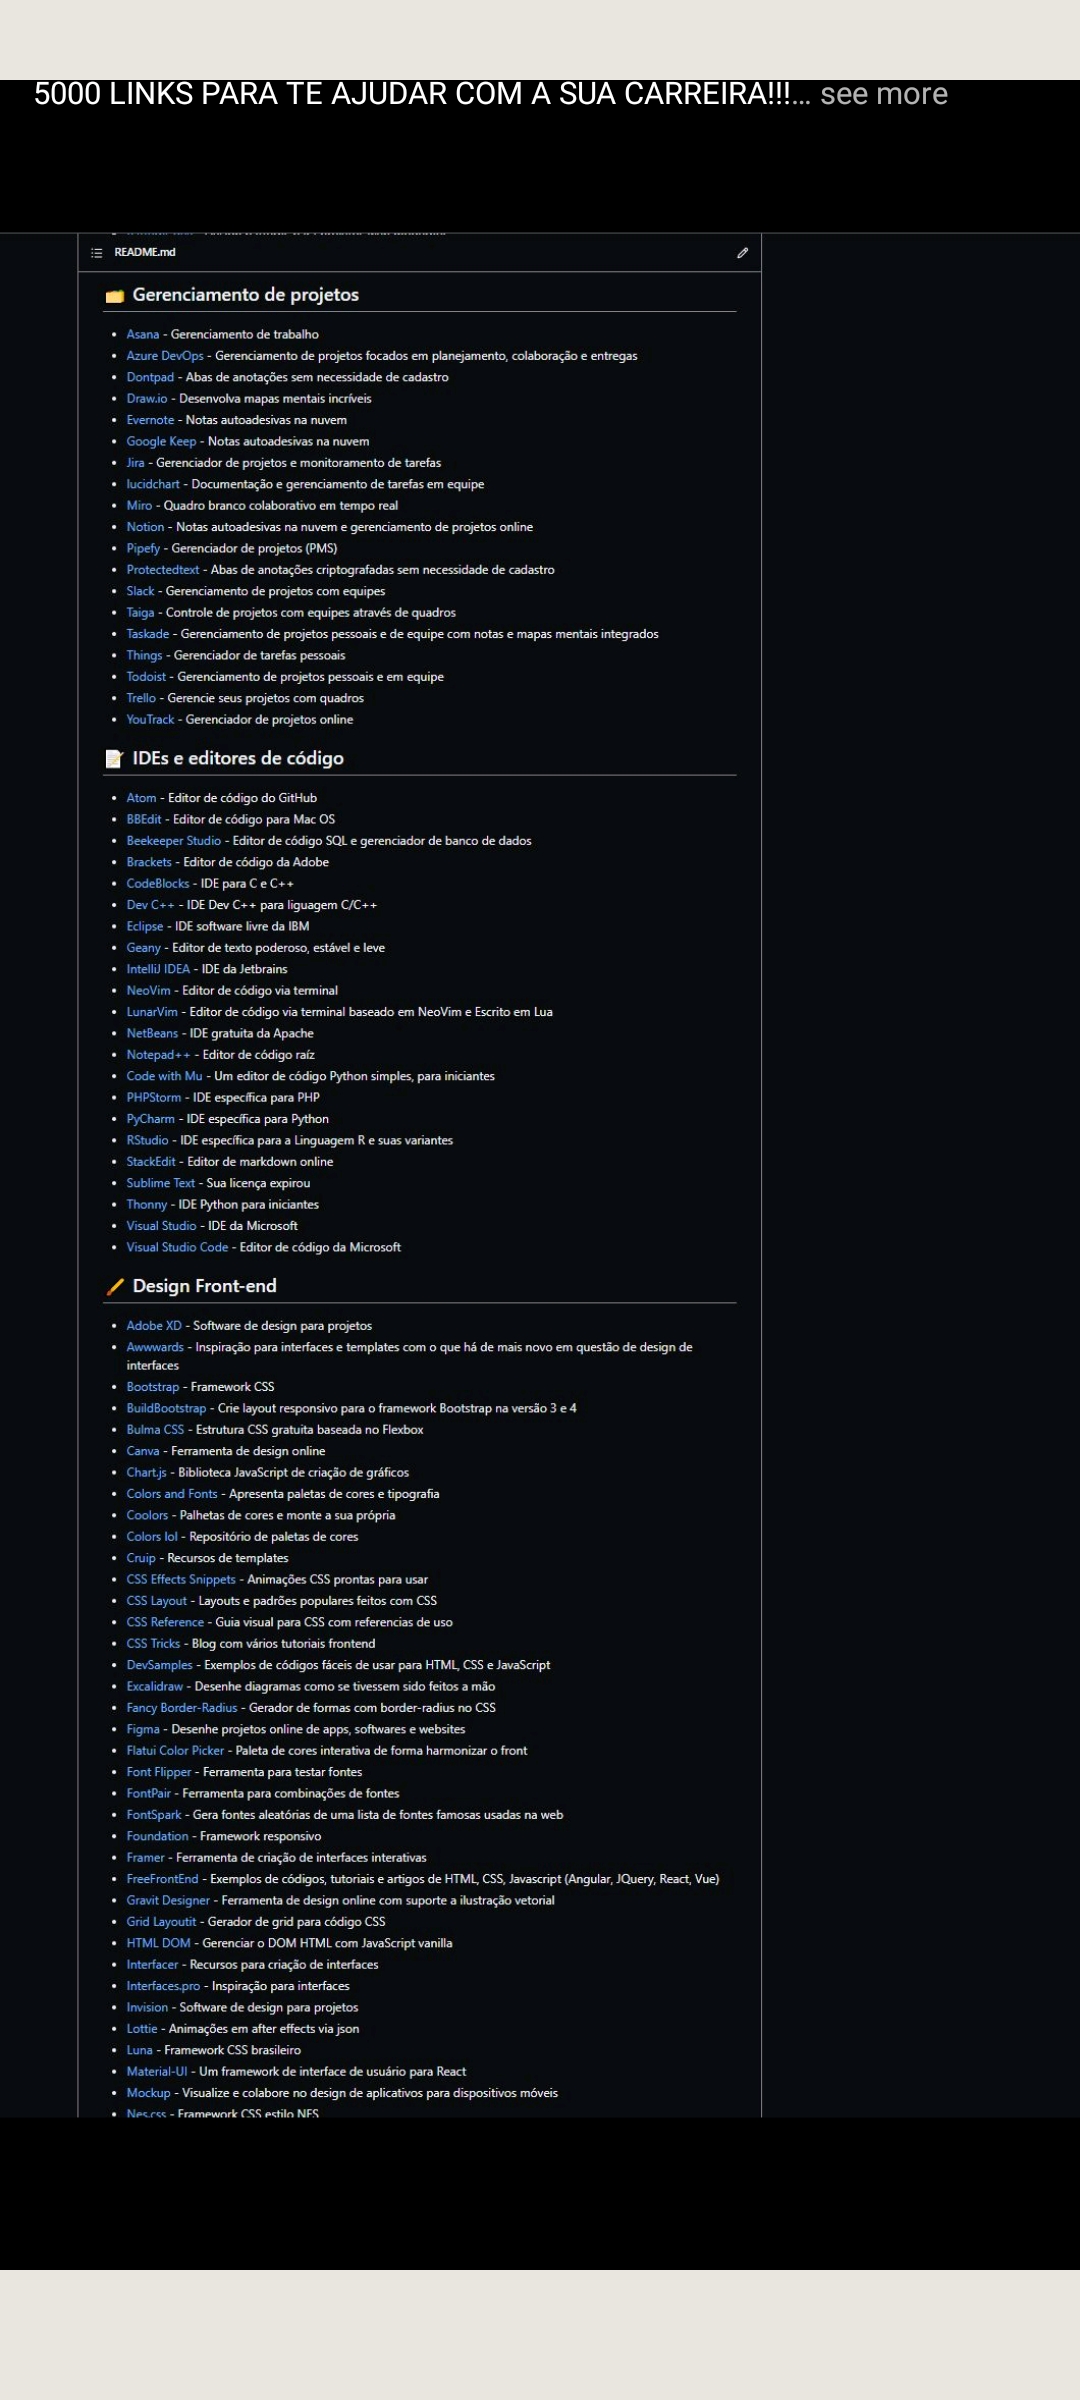 5000 LINKS PARA TE AJUDAR COM A SUA CARREIRA!!!... see more
README.md
Gerenciamento de projetos
Asana - Gerenciamento de trabalho
Azure DevOps - Gerenciamento de projetos focados em planejamento, colaboração e entregas
Dontpad - Abas de anotações sem necessidade de cadastro
Draw.io - Desenvolva mapas mentais incríveis
Evernote - Notas autoadesivas na nuvem
Google Keep - Notas autoadesivas na nuvem
Jira - Gerenciador de projetos e monitoramento de tarefas
lucidchart - Documentação e gerenciamento de tarefas em equipe
Miro - Quadro branco colaborativo em tempo real
Notion - Notas autoadesivas na nuvem e gerenciamento de projetos online
Pipefy - Gerenciador de projetos (PMS)
Protectedtext - Abas de anotações criptografadas sem necessidade de cadastro
Slack - Gerenciamento de projetos com equipes
Taiga - Controle de projetos com equipes através de quadros
Taskade - Gerenciamento de projetos pessoais e de equipe com notas e mapas mentais integrados
Things - Gerenciador de tarefas pessoais
Todoist - Gerenciamento de projetos pessoais e em equipe
Trello - Gerencie seus projetos com quadros
YouTrack - Gerenciador de projetos online
IDEs e editores de código
Atom - Editor de código do GitHub
BBEdit - Editor de código para Mac OS
Beekeeper Studio - Editor de código SQL e gerenciador de banco de dados
Brackets - Editor de código da Adobe
CodeBlocks - IDE para C e C++
Dev C++ - IDE Dev C++ para liguagem C/C++
Eclipse - IDE software livre da IBM
Geany - Editor de texto poderoso, estável e leve
IntelliJ IDEA - IDE da Jetbrains
NeoVim - Editor de código via terminal
LunarVim - Editor de código via terminal baseado em NeoVim e Escrito em Lua
NetBeans - IDE gratuita da Apache
Notepad++ - Editor de código raíz
Code with Mu - Um editor de código Python simples, para iniciantes
PHPStorm - IDE específica para PHP
PyCharm - IDE específica para Python
RStudio - IDE específica para a Linguagem R e suas variantes
StackEdit - Editor de markdown online
Sublime Text - Sua licença expirou
Thonny - IDE Python para iniciantes
Visual Studio - IDE da Microsoft
Visual Studio Code - Editor de código da Microsoft
Design Front-end
Adobe XD - Software de design para projetos
Awwwards - Inspiração para interfaces e templates com o que há de mais novo em questão de design de
interfaces
Bootstrap - Framework CSS
BuildBootstrap - Crie layout responsivo para o framework Bootstrap na versão 3 e 4
Bulma CSS - Estrutura CSS gratuita baseada no Flexbox
Canva - Ferramenta de design online
Chart.js - Biblioteca JavaScript de criação de gráficos
Colors and Fonts - Apresenta paletas de cores e tipografia
Coolors - Palhetas de cores e monte a sua própria
Colors lol - Repositório de paletas de cores
Cruip - Recursos de templates
CSS Effects Snippets - Animações CSS prontas para usar
CSS Layout - Layouts e padrões populares feitos com CSS
CSS Reference - Guia visual para CSS com referencias de uso
CSS Tricks - Blog com vários tutoriais frontend
DevSamples - Exemplos de códigos fáceis de usar para HTML, CSS e JavaScript
Excalidraw - Desenhe diagramas como se tivessem sido feitos a mão
Fancy Border-Radius - Gerador de formas com border-radius no CSS
Figma - Desenhe projetos online de apps, softwares e websites
Flatui Color Picker - Paleta de cores interativa de forma harmonizar o front
Font Flipper - Ferramenta para testar fontes
FontPair - Ferramenta para combinações de fontes
FontSpark - Gera fontes aleatórias de uma lista de fontes famosas usadas na web
Foundation - Framework responsivo
Framer - Ferramenta de criação de interfaces interativas
FreeFrontEnd - Exemplos de códigos, tutoriais e artigos de HTML, CSS, Javascript (Angular, JQuery, React, Vue)
Gravit Designer - Ferramenta de design online com suporte a ilustração vetorial
Grid Layoutit - Gerador de grid para código CSS
HTML DOM - Gerenciar o DOM HTML com JavaScript vanilla
Interfacer - Recursos para criação de interfaces
Interfaces.pro - Inspiração para interfaces
Invision - Software de design para projetos
Lottie - Animações em after effects via json
Luna - Framework CSS brasileiro
Material-UI - Um framework de interface de usuário para React
Mockup - Visualize e colabore no design de aplicativos para dispositivos móveis
Nes.css - Framework CSS estilo NES